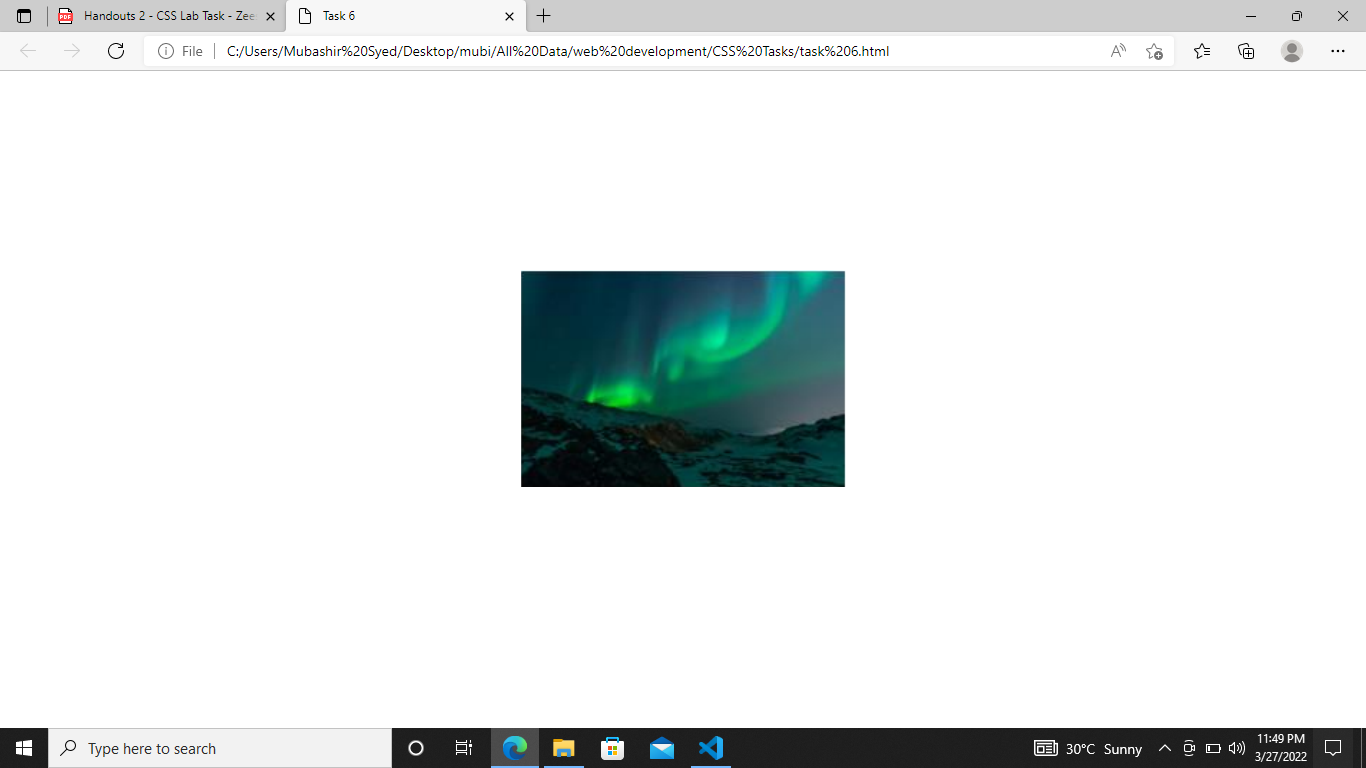 Handouts 2 - CSS Lab Task - Zee
Task 6
File
C:/Users/Mubashir%20Syed/Desktop/mubi/All%20Data/web%20development/CSS%20Tasks/task%206.html
Type here to search
30°C Sunny
11:49 PM
3/27/2022